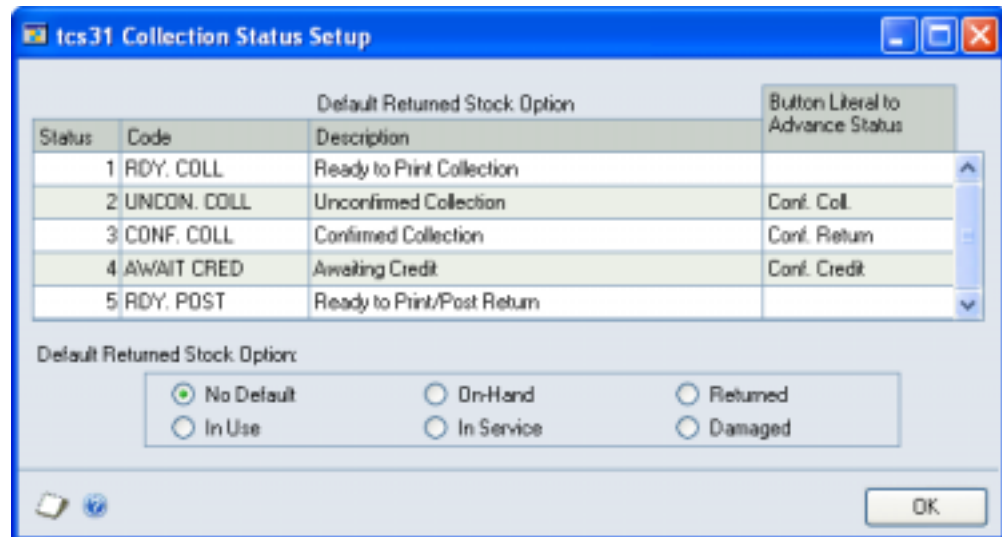 tcs31 Collection Status Setup
Default Returned Stock Option
Button Literal to
Advance Status
Status Code Description
1 RDY. COLL Ready to Print Collection
2 UNCON. COLL Unconfirmed Collection Conf. Coll.
3 CONF. COLL Confirmed Collection Conf. Return
4 AWAIT CRED Awaiting Credit Conf. Credit
5 RDY. POST Ready to Print/Post Return
Default Returned Stock Option:
No Default On-Hand Returned
In Use In Service Damaged
OK